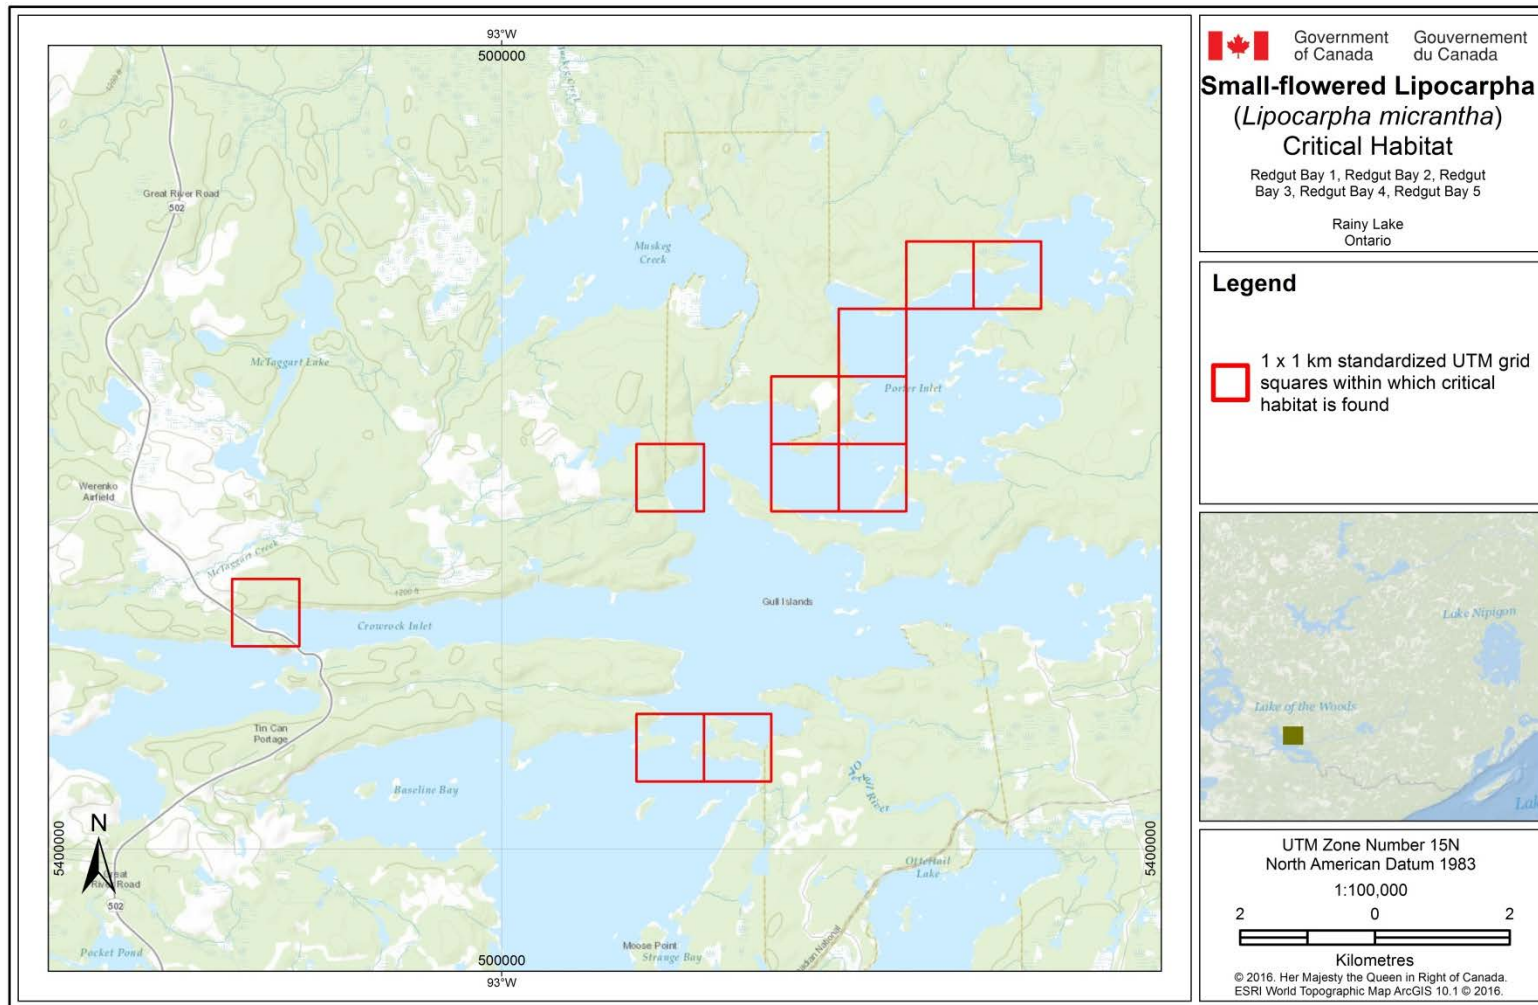 93°W
500000
1200 ft
Great River Road
502
Muskeg
Creek
McTaggart Lake
Porter Inlet
Werenko
Airfield
McTaggart Creek
1200 ft
Gull Islands
Crowrock Inlet
Tin Can
Portage
Baseline Bay
5400000
5400000
N
Great
River Road
502
Ottertail
Lake
Moose Point
Strange Bay
Pocket Pond
500000
93°W
Government
of Canada
Gouvernement
du Canada
Small-flowered Lipocarpha
(Lipocarpha micrantha)
Critical Habitat
Redgut Bay 1, Redgut Bay 2, Redgut
Bay 3, Redgut Bay 4, Redgut Bay 5
Rainy Lake
Ontario
Legend
1 x 1 km standardized UTM grid
squares within which critical
habitat is found
Lake Nipigon
Lake of the Woods
UTM Zone Number 15N
North American Datum 1983
1:100,000
2 0 2
Kilometres
© 2016. Her Majesty the Queen in Right of Canada.
ESRI World Topographic Map ArcGIS 10.1 © 2016.